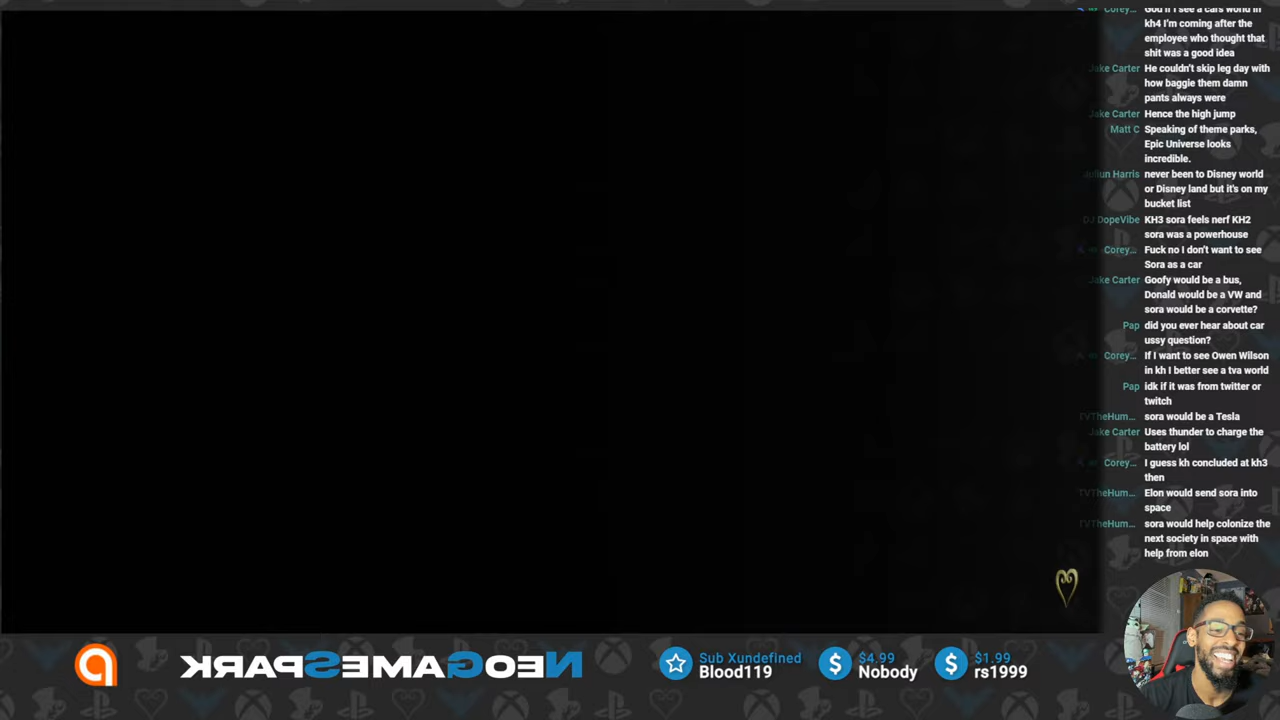 Corey... God if I see a cars world in
kh4 I'm coming after the
employee who thought that
shit was a good idea
Jake Carter He couldn't skip leg day with
how baggie them damn
pants always were
Jake Carter Hence the high jump
Matt C Speaking of theme parks,
Epic Universe looks
incredible.
Harris never been to Disney world
or Disney land but it's on my
bucket list
DJ DopeVibe KH3 sora feels nerf KH2
sora was a powerhouse
Corey... Fuck no I don't want to see
Sora as a car
Jake Carter Goofy would be a bus,
Donald would be a VW and
sora would be a corvette?
Pap did you ever hear about car
ussy question?
Corey... If I want to see Owen Wilson
in kh I better see a tva world
Pap idk if it was from twitter or
twitch
TVTheHum... sora would be a Tesla
Jake Carter Uses thunder to charge the
battery lol
Corey... I guess kh concluded at kh3
then
TVTheHum... Elon would send sora into
space
TVTheHum... sora would help colonize the
next society in space with
help from elon
NEOGAMESPARK
Sub Xundefined
Blood119
$4.99
Nobody
$1.99
rs1999